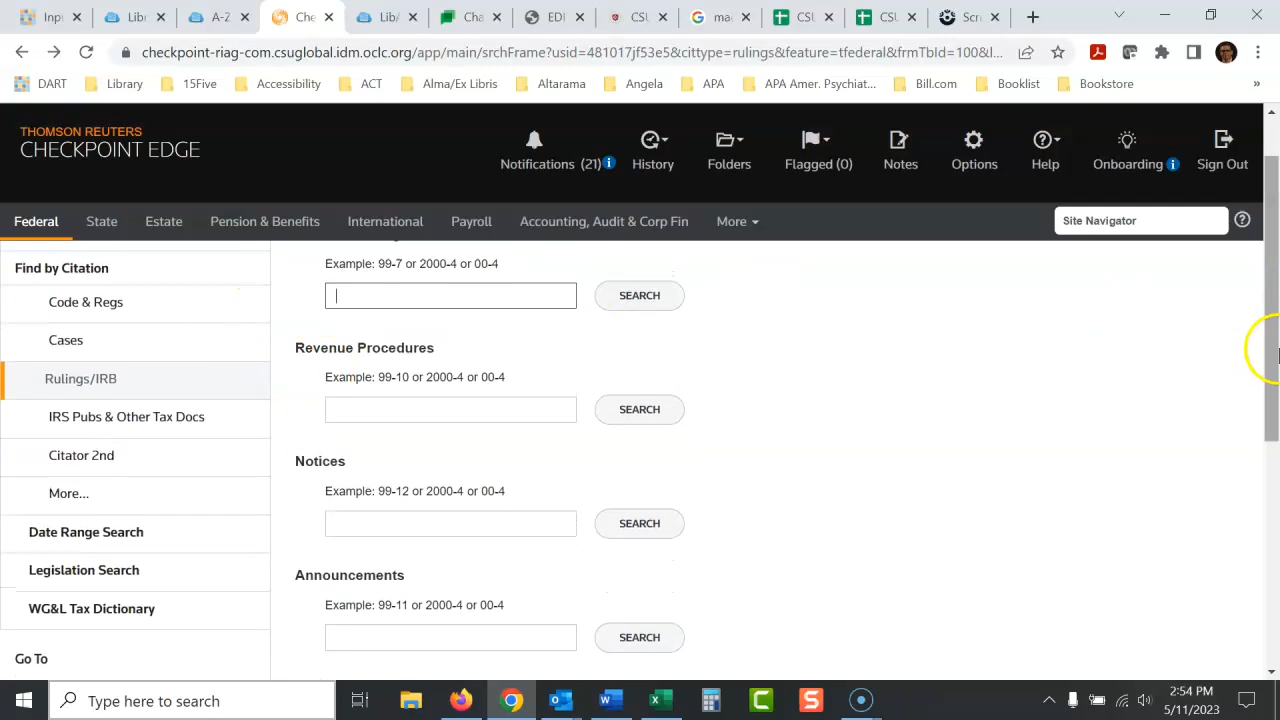 Inp
Libr
A-Z
Che
Lib
Cha
EDI
CSU
ma
CSL
CSU
Scr
checkpoint-riag-com.csuglobal.idm.oclc.org/app/main/srchFrame?usid=481017jf53e5&cittype=rulings&feature=tfederal&frmTbId=100&l...
DART Library 15Five Accessibility ACT Alma/Ex Libris Altarama Angela APA APA Amer. Psychiat... Bill.com Booklist Bookstore »
THOMSON REUTERS
CHECKPOINT EDGE
Notifications (21) History Folders Flagged (0) Notes Options Help Onboarding Sign Out
Federal State Estate Pension & Benefits International Payroll Accounting, Audit & Corp Fin More Site Navigator
Find by Citation
Code & Regs
Cases
Rulings/IRB
IRS Pubs & Other Tax Docs
Citator 2nd
More...
Date Range Search
Legislation Search
WG&L Tax Dictionary
Go To
Example: 99-7 or 2000-4 or 00-4
SEARCH
Revenue Procedures
Example: 99-10 or 2000-4 or 00-4
SEARCH
Notices
Example: 99-12 or 2000-4 or 00-4
SEARCH
Announcements
Example: 99-11 or 2000-4 or 00-4
SEARCH
Type here to search
2:54 PM
5/11/2023